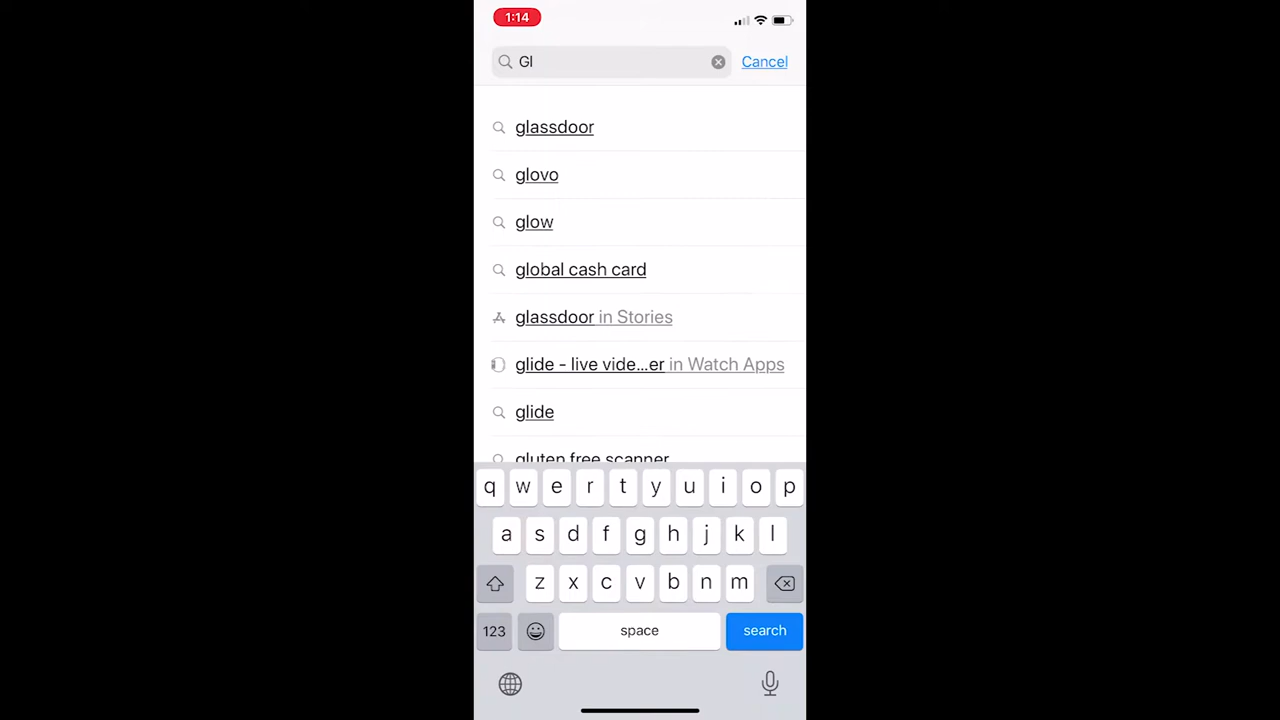 1:14
Gl
Cancel
glassdoor
glovo
glow
global cash card
glassdoor in Stories
glide - live vide...er in Watch Apps
glide
gluten free scanner
q w e r t y u i o p
a s d f g h j k l
z x c v b n m
123 space search